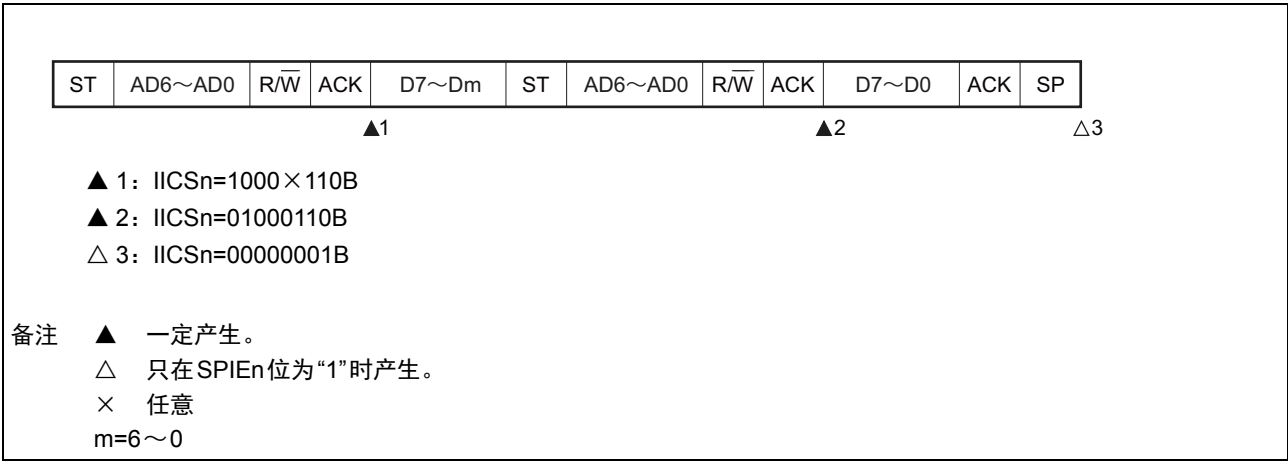 ST AD6～AD0 R/W ACK D7～Dm ST AD6～AD0 R/W ACK D7～D0 ACK SP
▲1 ▲2 △3
▲ 1：IICSn=1000×110B
▲ 2：IICSn=01000110B
△ 3：IICSn=00000001B
备注 ▲ 一定产生。
△ 只在SPIEn位为“1”时产生。
× 任意
m=6～0